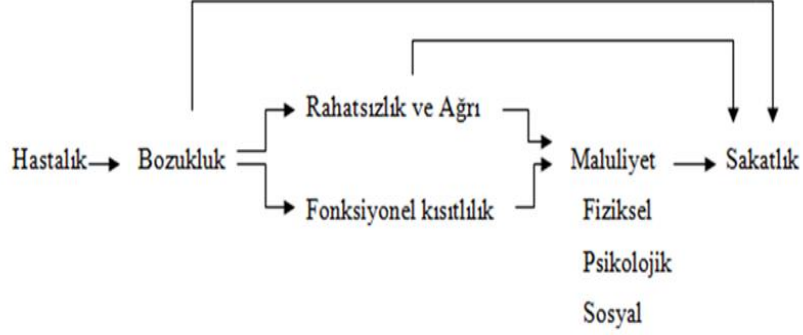 Rahatsızlık ve Ağrı
Hastalık Bozukluk Maluliyet Sakatlık
Fonksiyonel kısıtlılık Fiziksel
Psikolojik
Sosyal